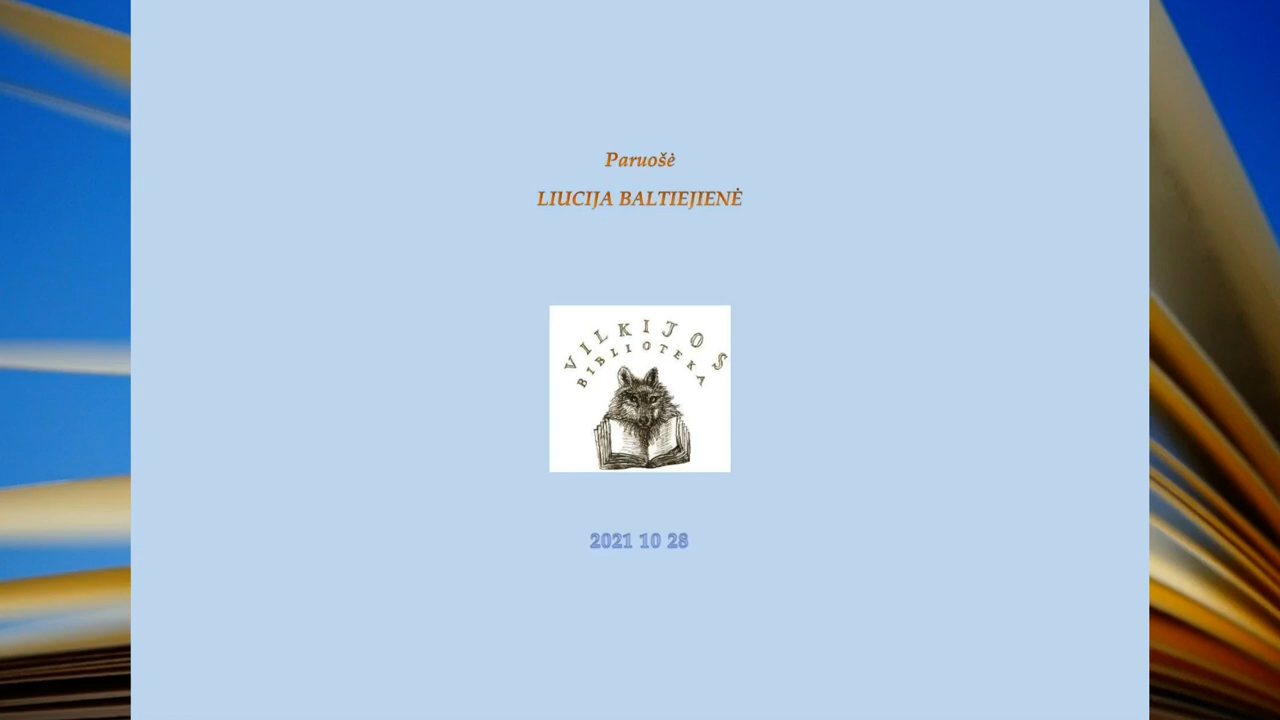 Paruošė
LIUCIJA BALTIEJIENĖ
VILKIJOS
BIBLIOTEKA
2021 10 28